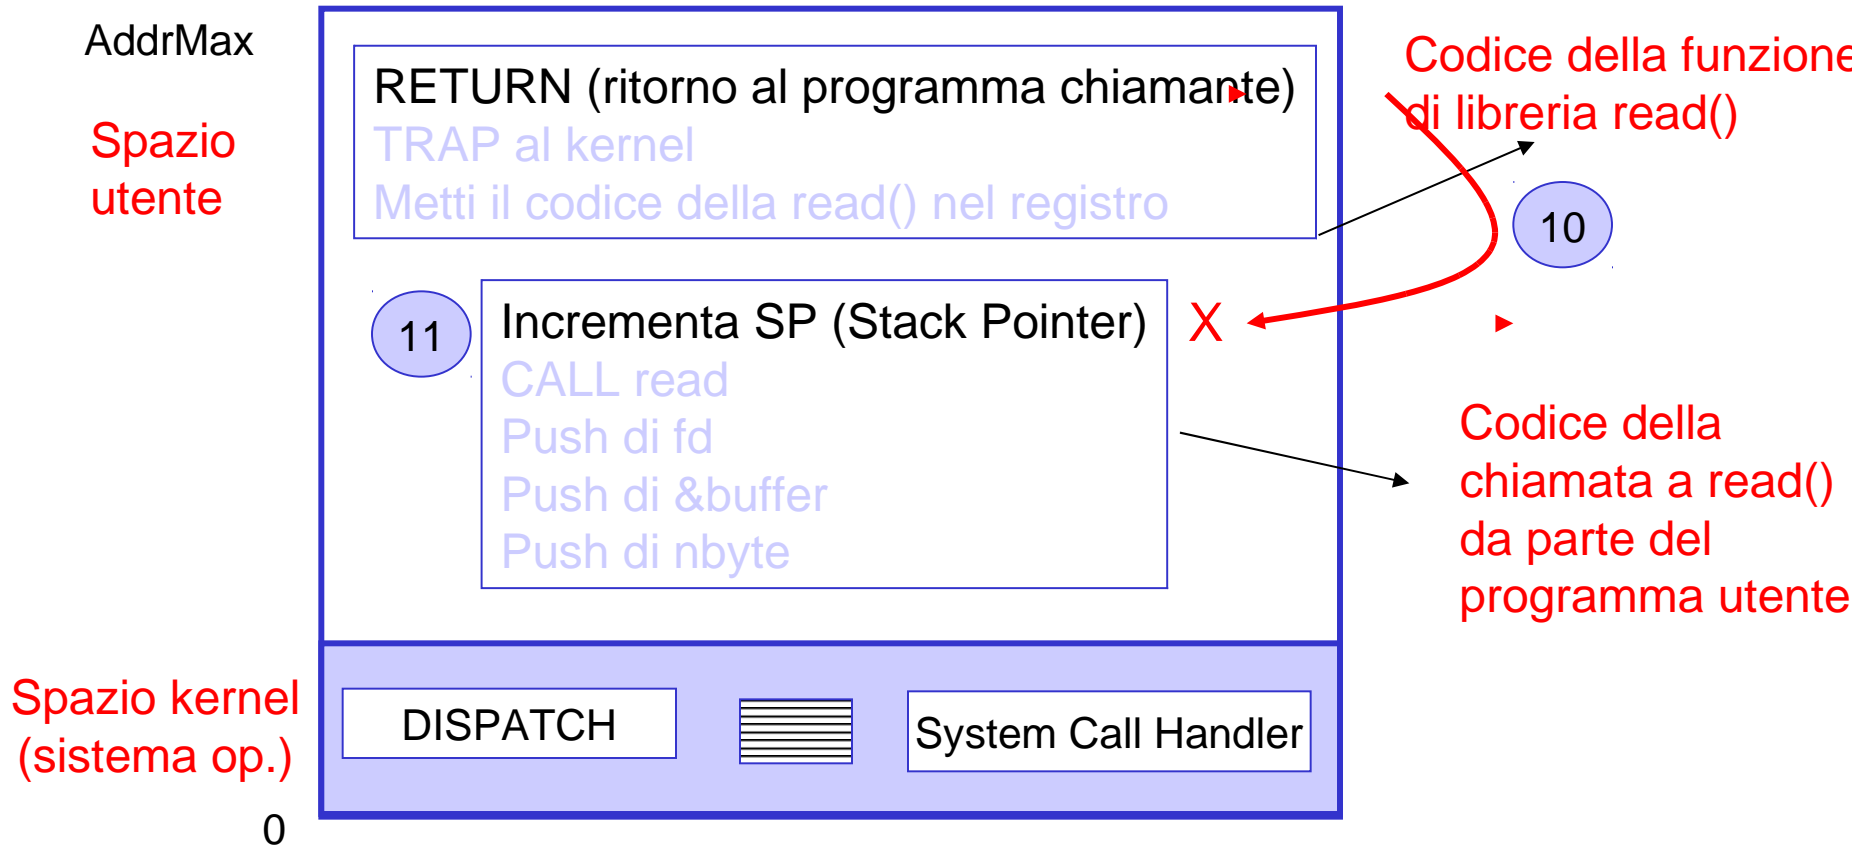 AddrMax
Spazio
utente
RETURN (ritorno al programma chiamante)
TRAP al kernel
Metti il codice della read() nel registro
Codice della funzione
di libreria read()
10
11
Incrementa SP (Stack Pointer)
CALL read
Push di fd
Push di &buffer
Push di nbyte
X
Codice della
chiamata a read()
da parte del
programma utente
Spazio kernel
(sistema op.)
DISPATCH
System Call Handler
0